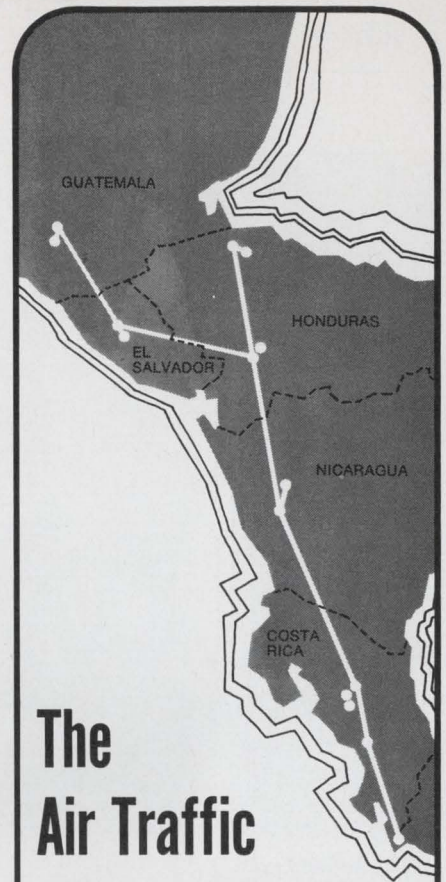 GUATEMALA
HONDURAS
EL
SALVADOR
NICARAGUA
COSTA
RICA
The
Air Traffic